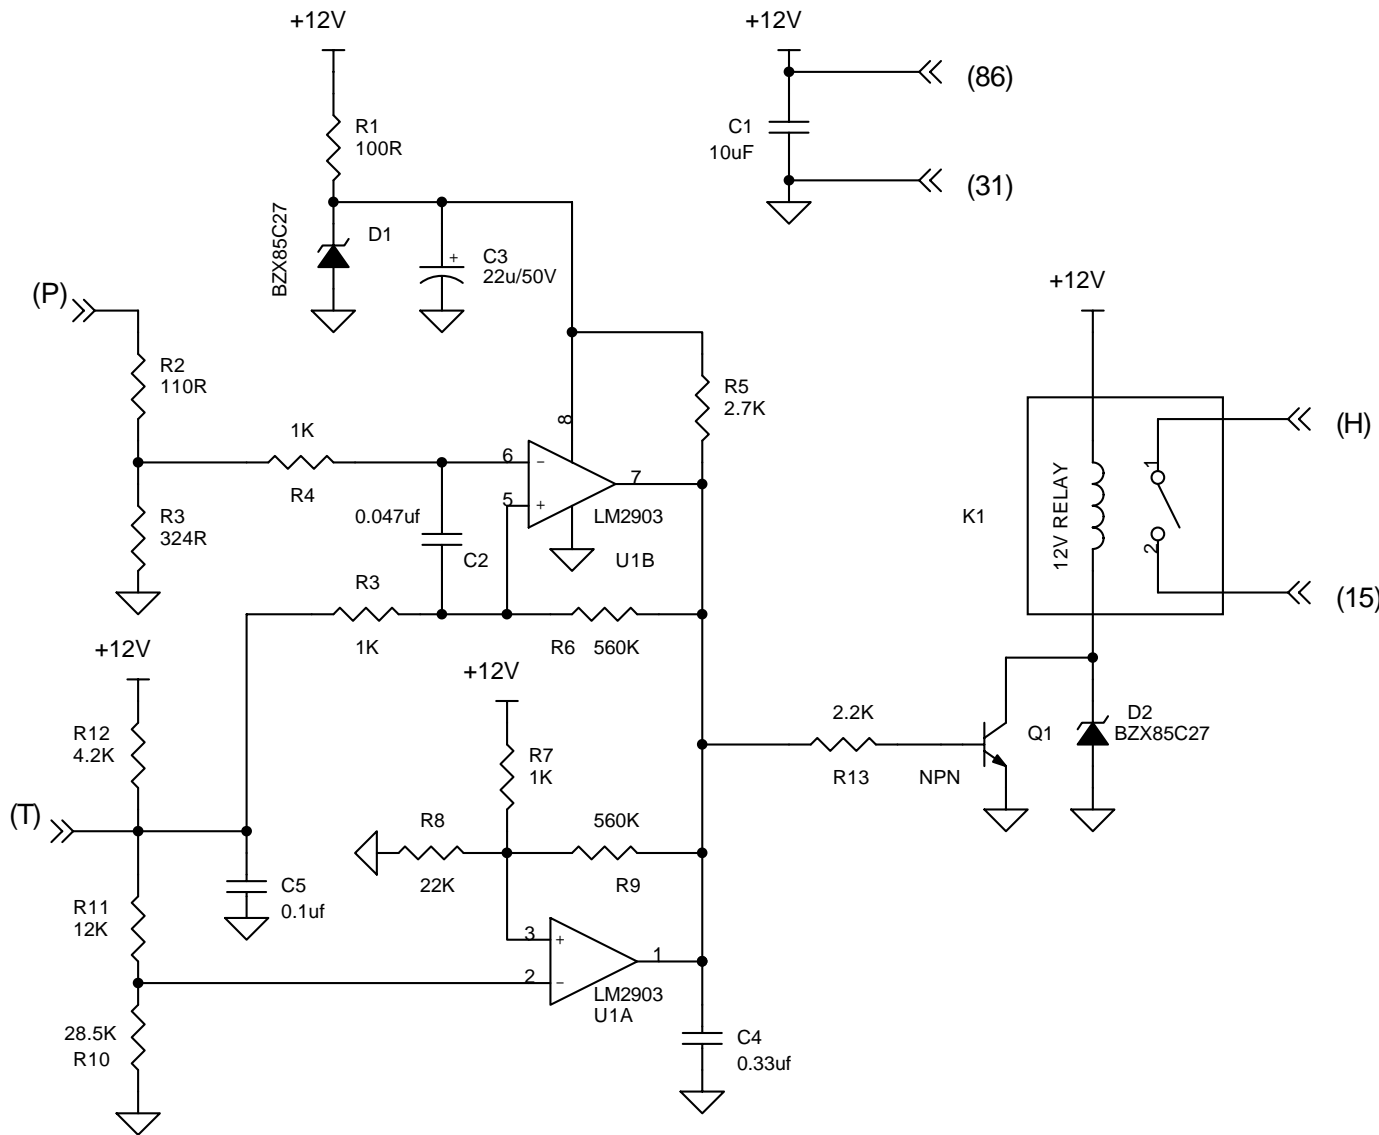 +12V
+12V
R1
100R
C1
10uF
(86)
(31)
BZX85C27
D1
C3
+
22u/50V
(P)
+12V
R2
110R
R5
2.7K
8
1K
R4
6
−
5
+
7
LM2903
U1B
(H)
1
12V RELAY
K1
2
(15)
R3
324R
0.047uf
C2
R3
1K
R6
560K
+12V
+12V
R12
4.2K
R7
1K
2.2K
R13
NPN
Q1
D2
BZX85C27
(T)
R8
22K
560K
R9
R11
12K
C5
0.1uf
3
+
2
−
1
LM2903
U1A
28.5K
R10
C4
0.33uf